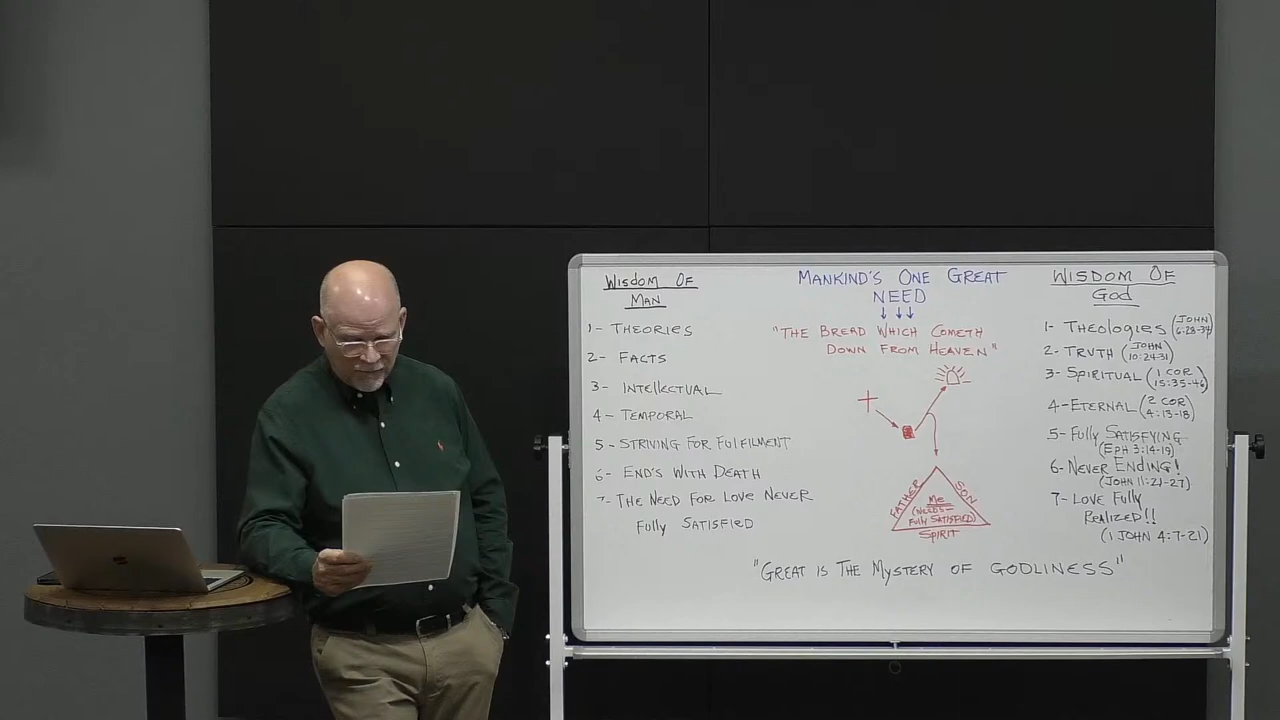 WISDOM OF
MAN
1- THEORIES
2- FACTS
3- INTELLECTUAL
4- TEMPORAL
5- STRIVING FOR FULFILMENT
6- END'S WITH DEATH
7- THE NEED FOR LOVE NEVER
FULLY SATISFIED
MANKIND'S ONE GREAT
NEED
"THE BREAD WHICH COMETH
DOWN FROM HEAVEN"
FATHER
SON
ME
(NEEDS-
FULLY SATISFIED)
SPIRIT
WISDOM OF
GOD
1- THEOLOGIES (JOHN
6:28-34)
2- TRUTH (JOHN
10:24-31)
3- SPIRITUAL (1 COR
15:35-46)
4- ETERNAL (2 COR
4:13-18)
5- FULLY SATISFYING
(EPH 3:14-19)
6- NEVER ENDING!
(JOHN 11:21-27)
7- LOVE FULLY
REALIZED!!
(1 JOHN 4:7-21)
"GREAT IS THE MYSTERY OF GODLINESS"